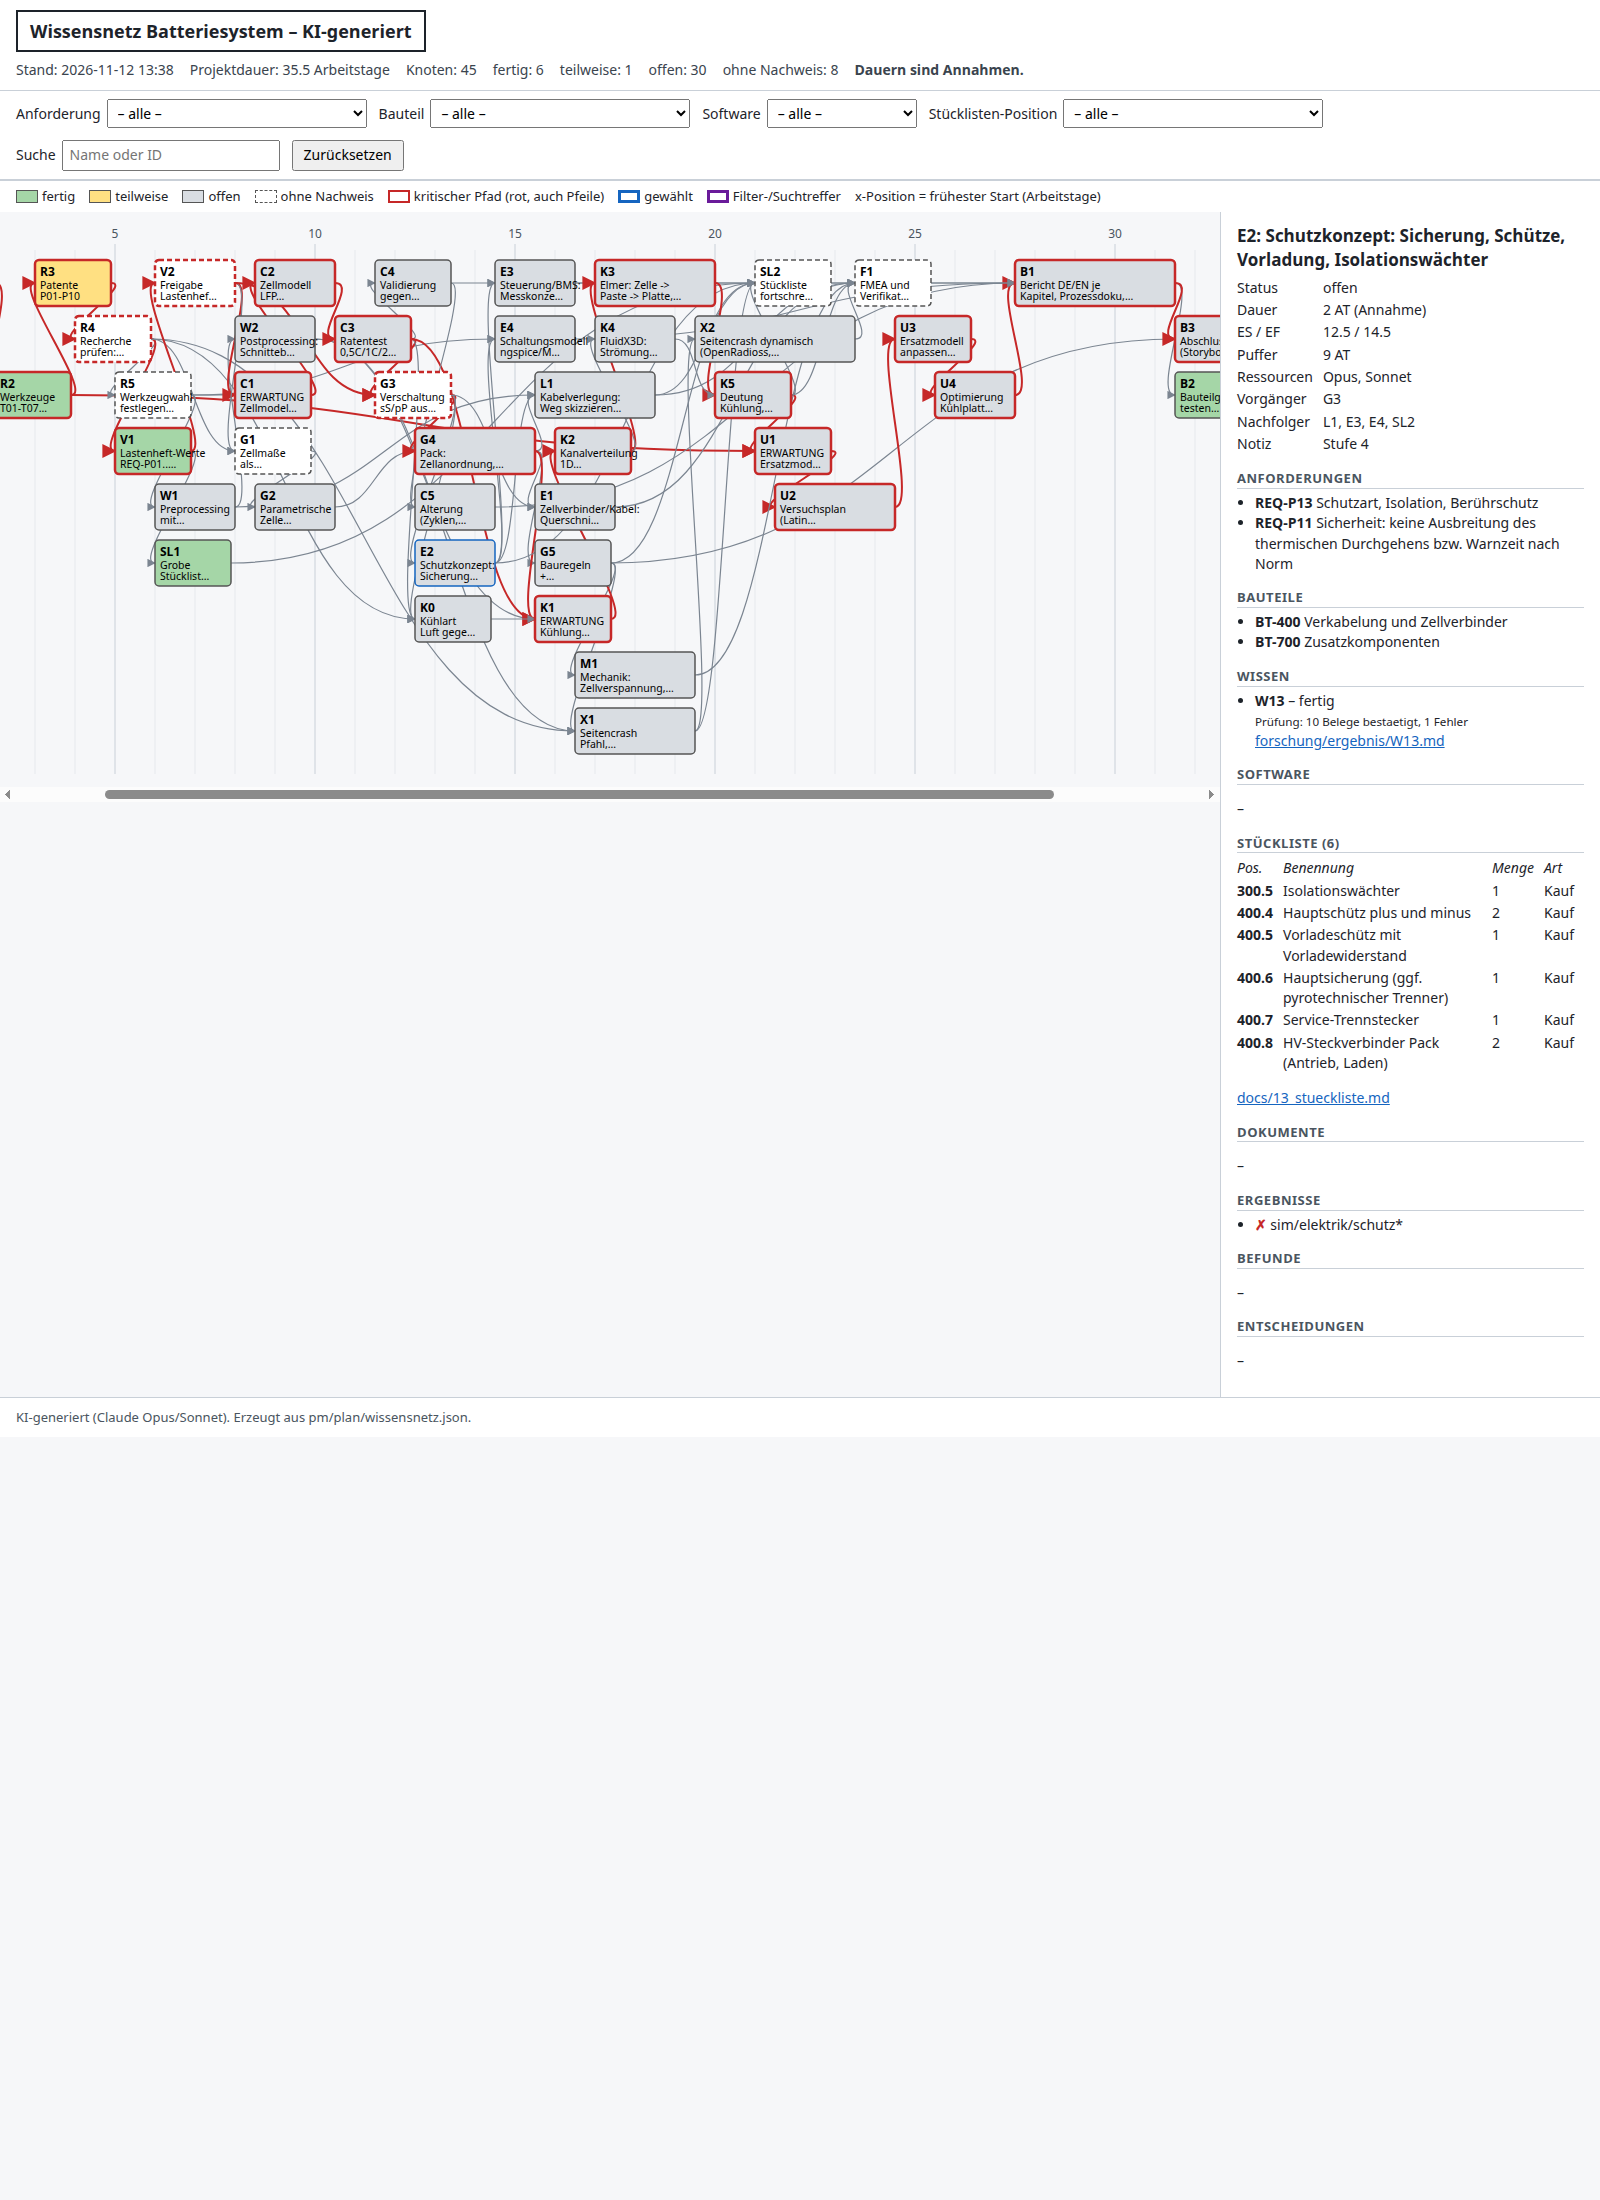 Wissensnetz Batteriesystem – KI-generiert
Stand: 2026-11-12 13:38 Projektdauer: 35.5 Arbeitstage Knoten: 45 fertig: 6 teilweise: 1 offen: 30 ohne Nachweis: 8 Dauern sind Annahmen.
Anforderung – alle – Bauteil – alle – Software – alle – Stücklisten-Position – alle –
Suche Name oder ID Zurücksetzen
fertig teilweise offen ohne Nachweis kritischer Pfad (rot, auch Pfeile) gewählt Filter-/Suchtreffer x-Position = frühester Start (Arbeitstage)
5 10 15 20 25 30
R3
Patente
P01-P10
V2
Freigabe
Lastenhef...
C2
Zellmodell
LFP...
C4
Validierung
gegen...
E3
Steuerung/BMS:
Messkonze...
K3
Elmer: Zelle ->
Paste -> Platte,...
SL2
Stückliste
fortschre...
F1
FMEA und
Verifikat...
B1
Bericht DE/EN je
Kapitel, Prozessdoku,...
R4
Recherche
prüfen:...
W2
Postprocessing:
Schnitteb...
C3
Ratentest
0,5C/1C/2...
E4
Schaltungsmodell
ngspice/M...
K4
FluidX3D:
Strömung...
X2
Seitencrash dynamisch
(OpenRadioss,...
U3
Ersatzmodell
anpassen...
B3
Abschlu
(Storybo
R2
Werkzeuge
T01-T07...
R5
Werkzeugwahl
festlegen...
C1
ERWARTUNG
Zellmodel...
G3
Verschaltung
sS/pP aus...
L1
Kabelverlegung:
Weg skizzieren...
K5
Deutung
Kühlung,...
U4
Optimierung
Kühlplatt...
B2
Bauteilg
testen...
V1
Lastenheft-Werte
REQ-P01.....
G1
Zellmaße
als...
G4
Pack:
Zellanordnung,...
K2
Kanalverteilung
1D...
U1
ERWARTUNG
Ersatzmod...
W1
Preprocessing
mit...
G2
Parametrische
Zelle...
C5
Alterung
(Zyklen,...
E1
Zellverbinder/Kabel:
Querschni...
U2
Versuchsplan
(Latin...
SL1
Grobe
Stücklist...
E2
Schutzkonzept:
Sicherung...
G5
Bauregeln
+...
K0
Kühlart
Luft gege...
K1
ERWARTUNG
Kühlung...
M1
Mechanik:
Zellverspannung,...
X1
Seitencrash
Pfahl,...
E2: Schutzkonzept: Sicherung, Schütze,
Vorladung, Isolationswächter
Status offen
Dauer 2 AT (Annahme)
ES / EF 12.5 / 14.5
Puffer 9 AT
Ressourcen Opus, Sonnet
Vorgänger G3
Nachfolger L1, E3, E4, SL2
Notiz Stufe 4
ANFORDERUNGEN
REQ-P13 Schutzart, Isolation, Berührschutz
REQ-P11 Sicherheit: keine Ausbreitung des
thermischen Durchgehens bzw. Warnzeit nach
Norm
BAUTEILE
BT-400 Verkabelung und Zellverbinder
BT-700 Zusatzkomponenten
WISSEN
W13 – fertig
Prüfung: 10 Belege bestaetigt, 1 Fehler
forschung/ergebnis/W13.md
SOFTWARE
–
STÜCKLISTE (6)
Pos. Benennung Menge Art
300.5 Isolationswächter 1 Kauf
400.4 Hauptschütz plus und minus 2 Kauf
400.5 Vorladeschütz mit 1 Kauf
Vorladewiderstand
400.6 Hauptsicherung (ggf. 1 Kauf
pyrotechnischer Trenner)
400.7 Service-Trennstecker 1 Kauf
400.8 HV-Steckverbinder Pack 2 Kauf
(Antrieb, Laden)
docs/13_stueckliste.md
DOKUMENTE
–
ERGEBNISSE
✗ sim/elektrik/schutz*
BEFUNDE
–
ENTSCHEIDUNGEN
–
KI-generiert (Claude Opus/Sonnet). Erzeugt aus pm/plan/wissensnetz.json.